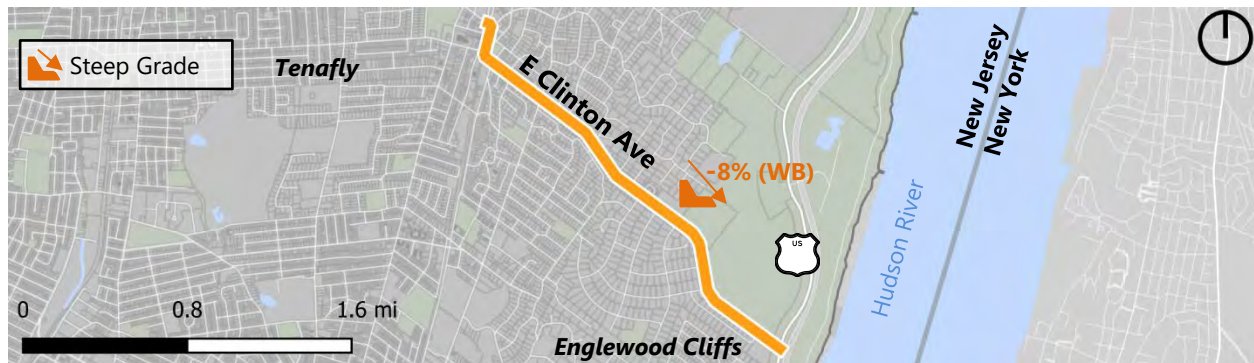 Steep Grade
Tenafly
E Clinton Ave
-8% (WB)
US
New Jersey
New York
Hudson River
0
0.8
1.6 mi
Englewood Cliffs